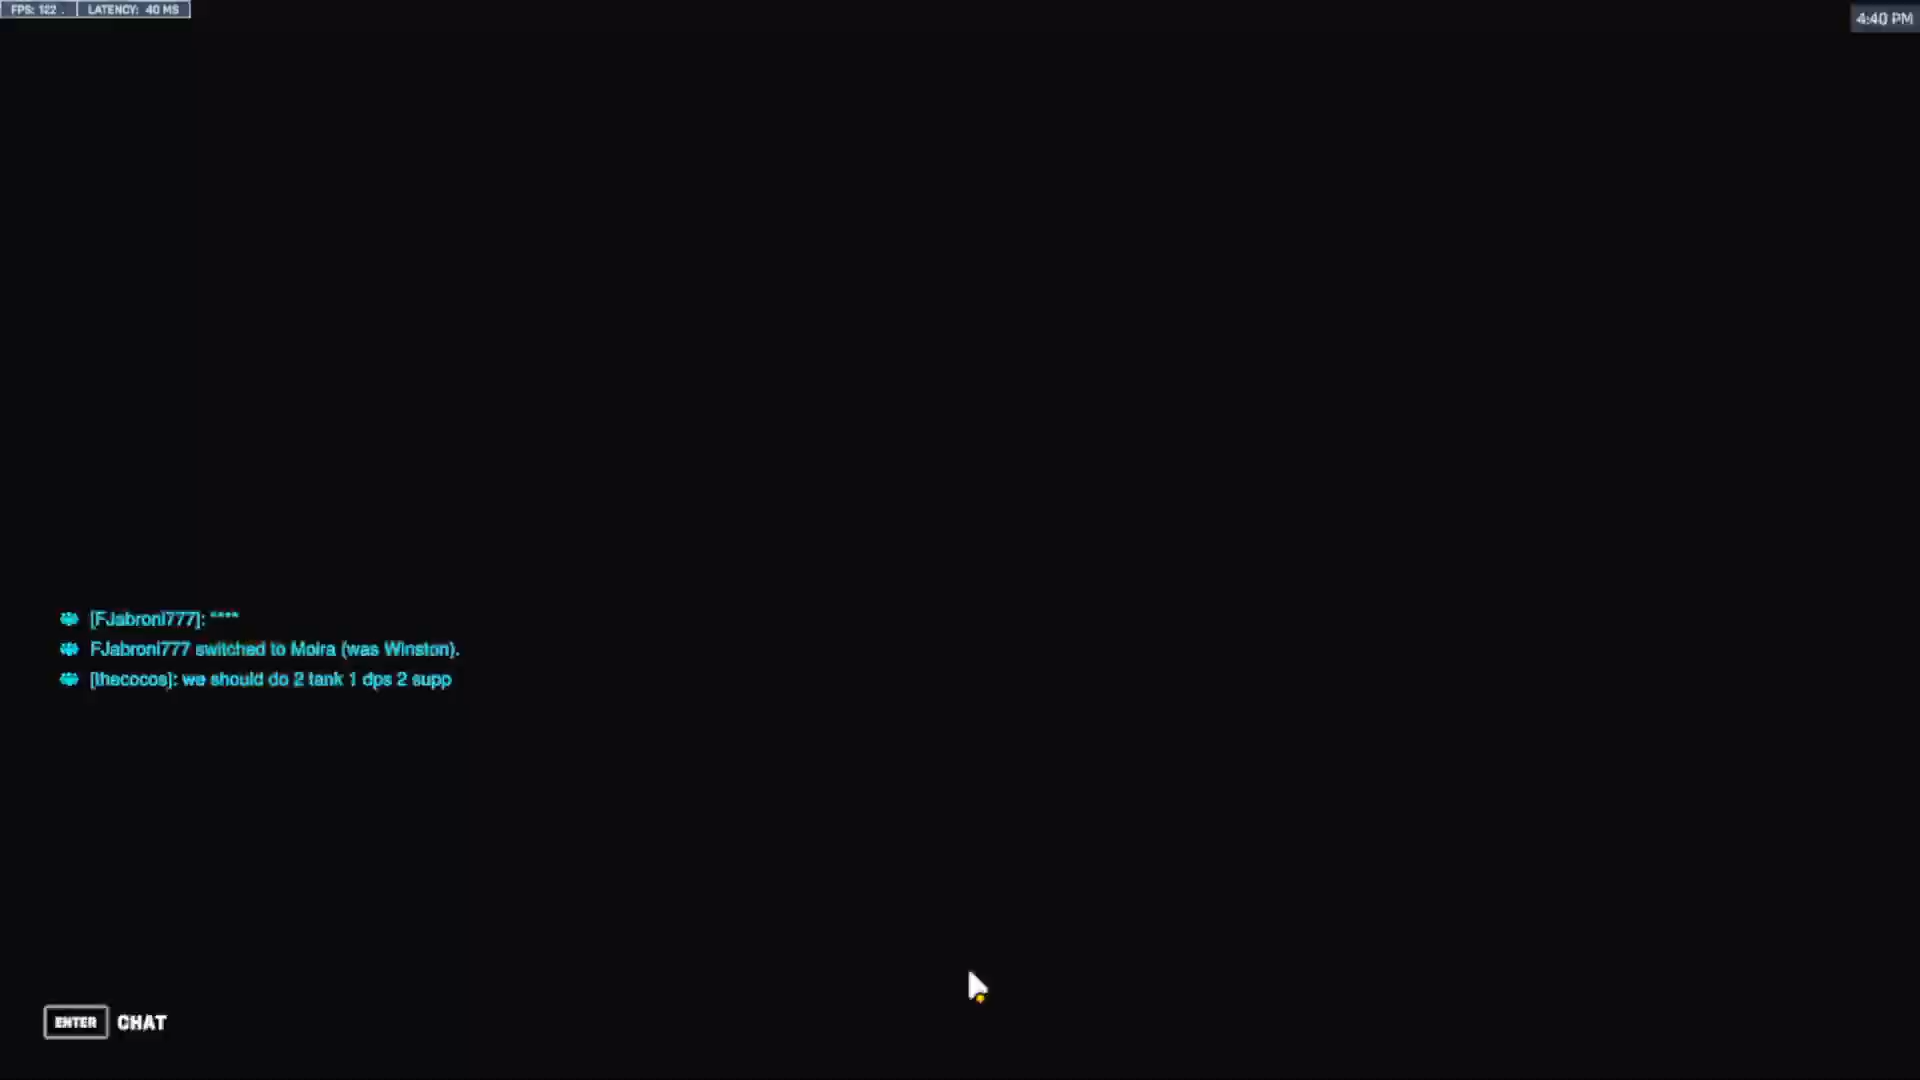 FPS: 122
LATENCY: 40 MS
4:40 PM
[FJabroni777]: ****
FJabroni777 switched to Moira (was Winston).
[thecocos]: we should do 2 tank 1 dps 2 supp
ENTER CHAT